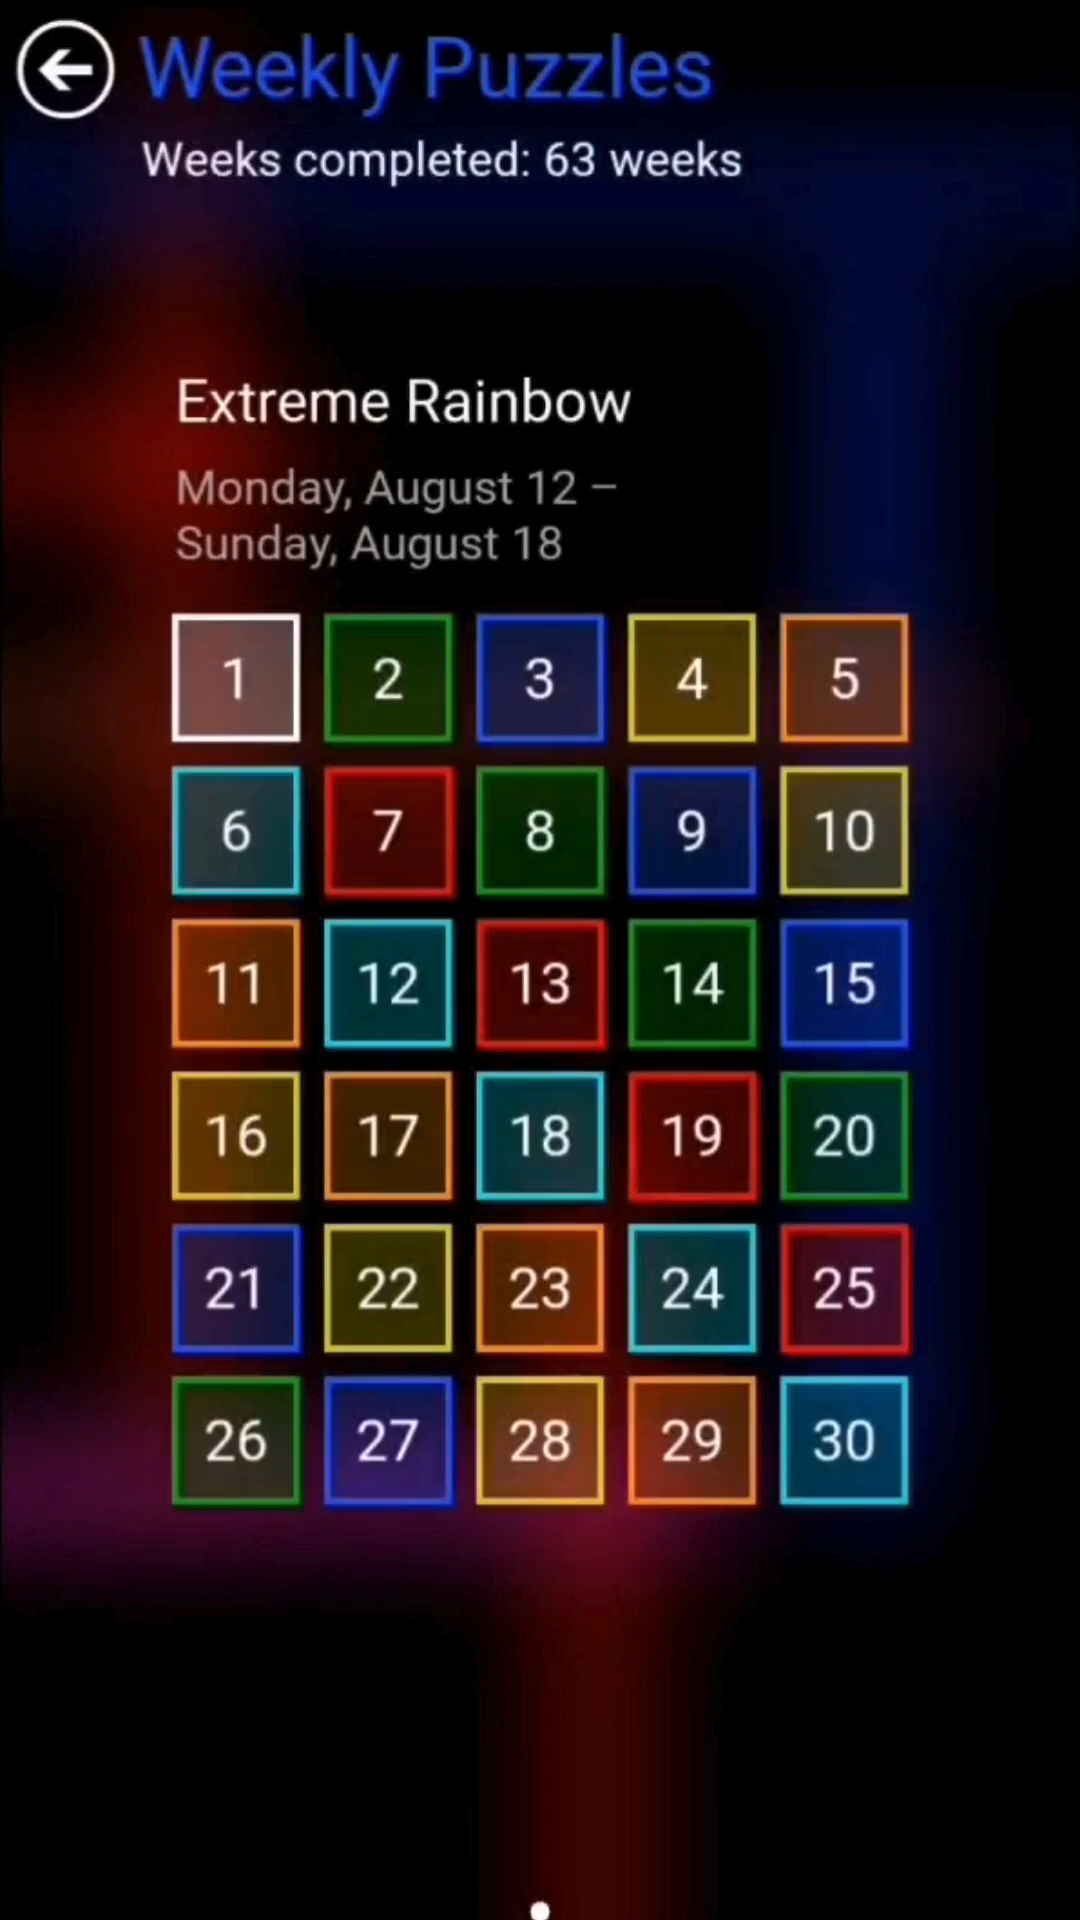 Weekly Puzzles
Weeks completed: 63 weeks
Extreme Rainbow
Monday, August 12 –
Sunday, August 18
1 2 3 4 5
6 7 8 9 10
11 12 13 14 15
16 17 18 19 20
21 22 23 24 25
26 27 28 29 30